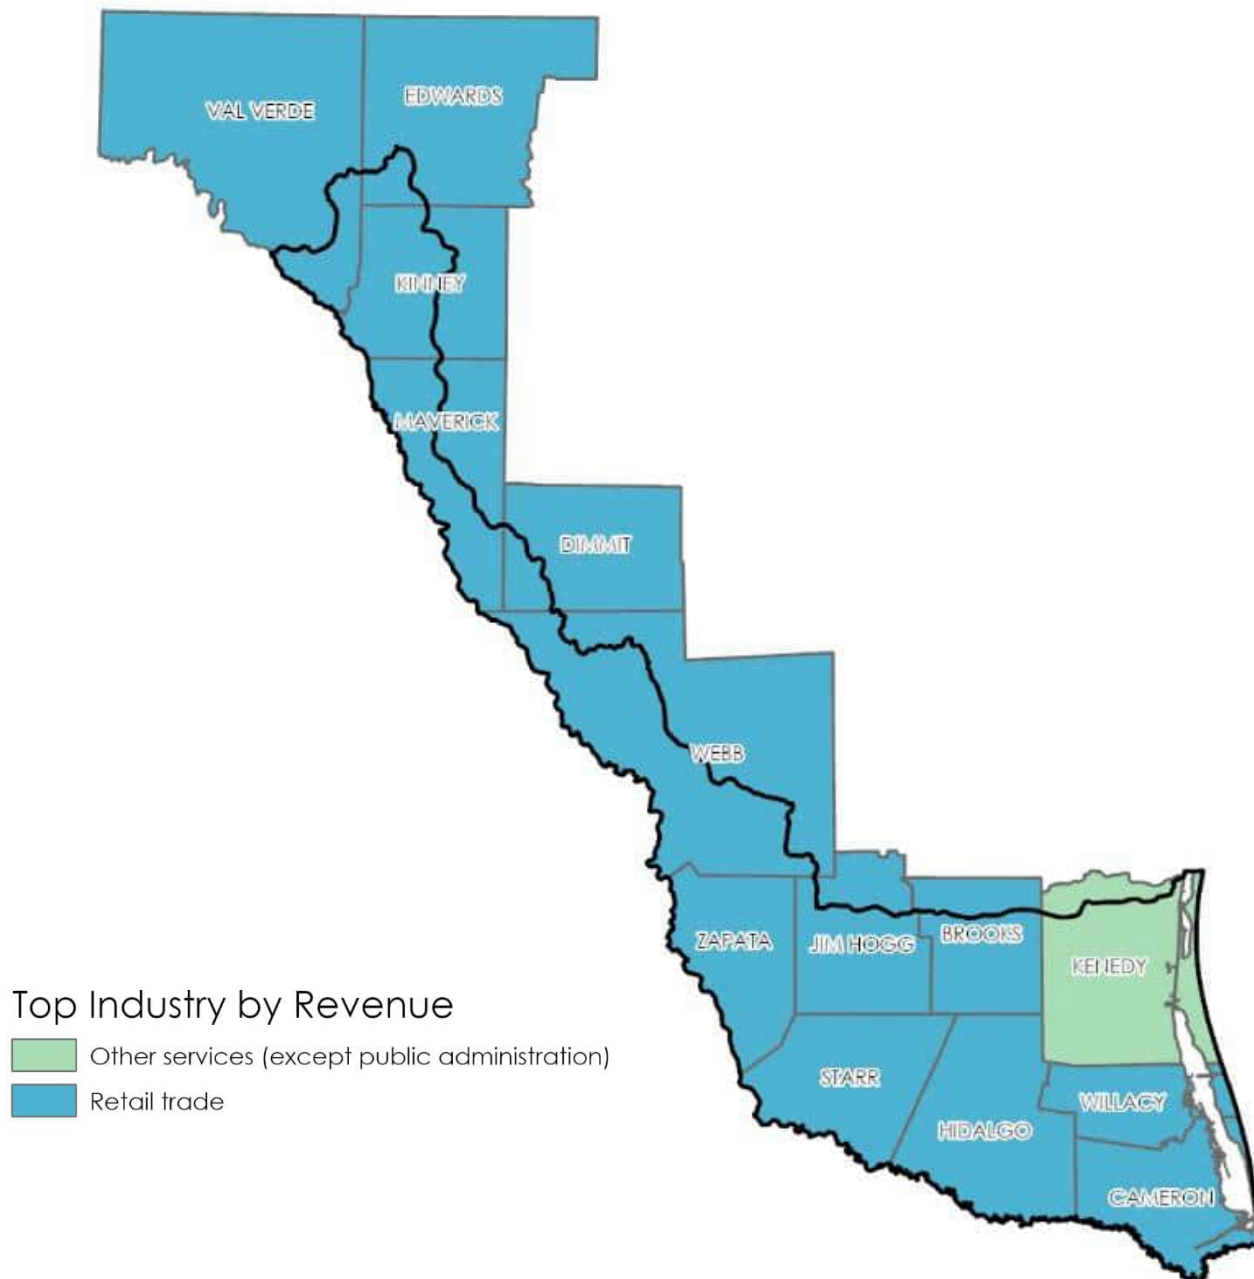 VAL VERDE
EDWARDS
KINNEY
MAVERICK
DIMMIT
WEBB
ZAPATA
JIM HOGG
BROOKS
KENEDY
STARR
HIDALGO
WILLACY
CAMERON
Top Industry by Revenue
Other services (except public administration)
Retail trade